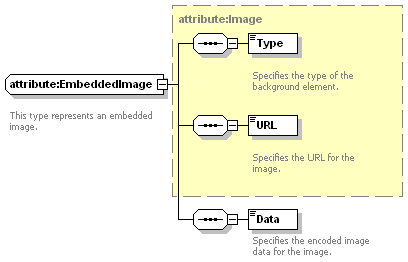 attribute:Image
Type
Specifies the type of the
background element.
attribute:EmbeddedImage
This type represents an embedded
image.
URL
Specifies the URL for the
image.
Data
Specifies the encoded image
data for the image.